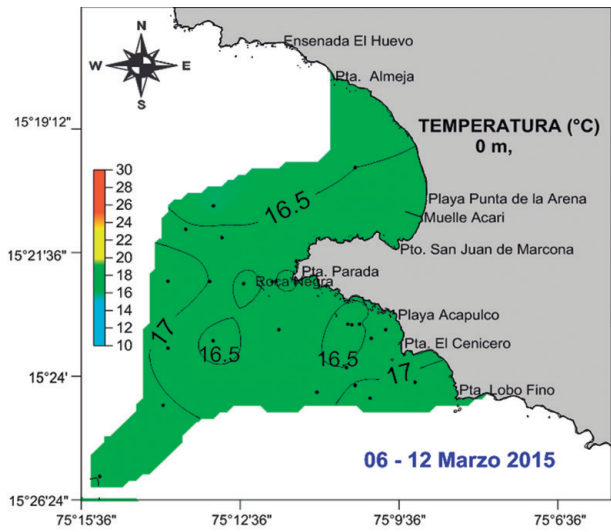 N
W E
S
Ensenada El Huevo
Pta. Almeja
15°19'12"
TEMPERATURA (°C)
0 m,
30
28
26
24
22
20
18
16
14
12
10
16.5
Playa Punta de la Arena
Muelle Acari
Pto. San Juan de Marcona
15°21'36"
Pta. Parada
Roca Negra
17
Playa Acapulco
16.5
16.5
Pta. El Cenicero
15°24'
17
Pta. Lobo Fino
06 - 12 Marzo 2015
15°26'24"
75°15'36" 75°12'36" 75°9'36" 75°6'36"